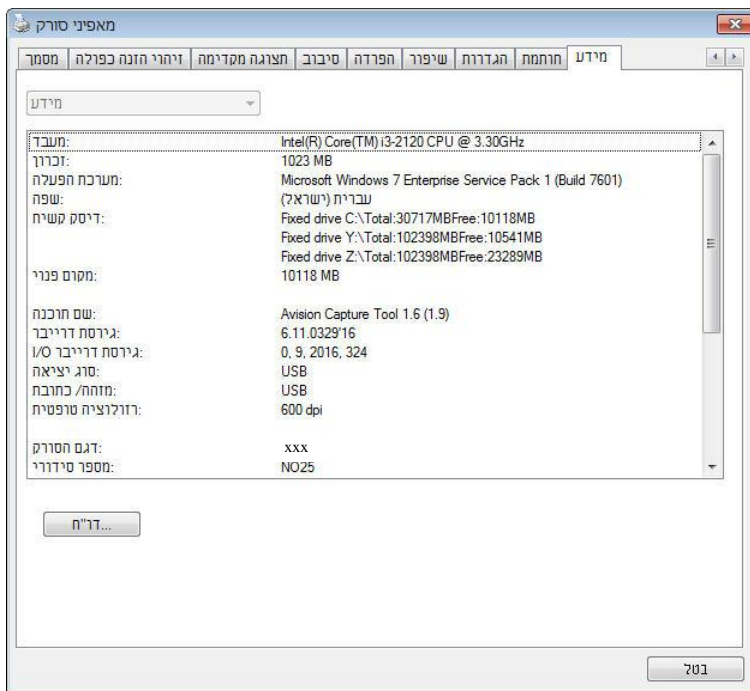 מאפיני סורק
מסמך זיהוי הזנה כפולה תצוגה מקדימה סיבוב הפרדה שיפור הגדרות חותמת מידע
מידע
מעבד: Intel(R) Core(TM) i3-2120 CPU @ 3.30GHz
זכרון: 1023 MB
מערכת הפעלה: Microsoft Windows 7 Enterprise Service Pack 1 (Build 7601)
שפה: עברית (ישראל)
דיסק קשיח: Fixed drive C:\Total:30717MBFree:10118MB
Fixed drive Y:\Total:102398MBFree:10541MB
Fixed drive Z:\Total:102398MBFree:23289MB
מקום פנוי: 10118 MB
שם תוכנה: Avision Capture Tool 1.6 (1.9)
גירסת דרייבר: 6.11.0329'16
גירסת דרייבר I/O: 0, 9, 2016, 324
סוג יציאה: USB
מזהה/ כתובת: USB
רזולוציה טופטית: 600 dpi
דגם הסורק: xxx
מספר סידורי: NO25
דו"ח...
בטל